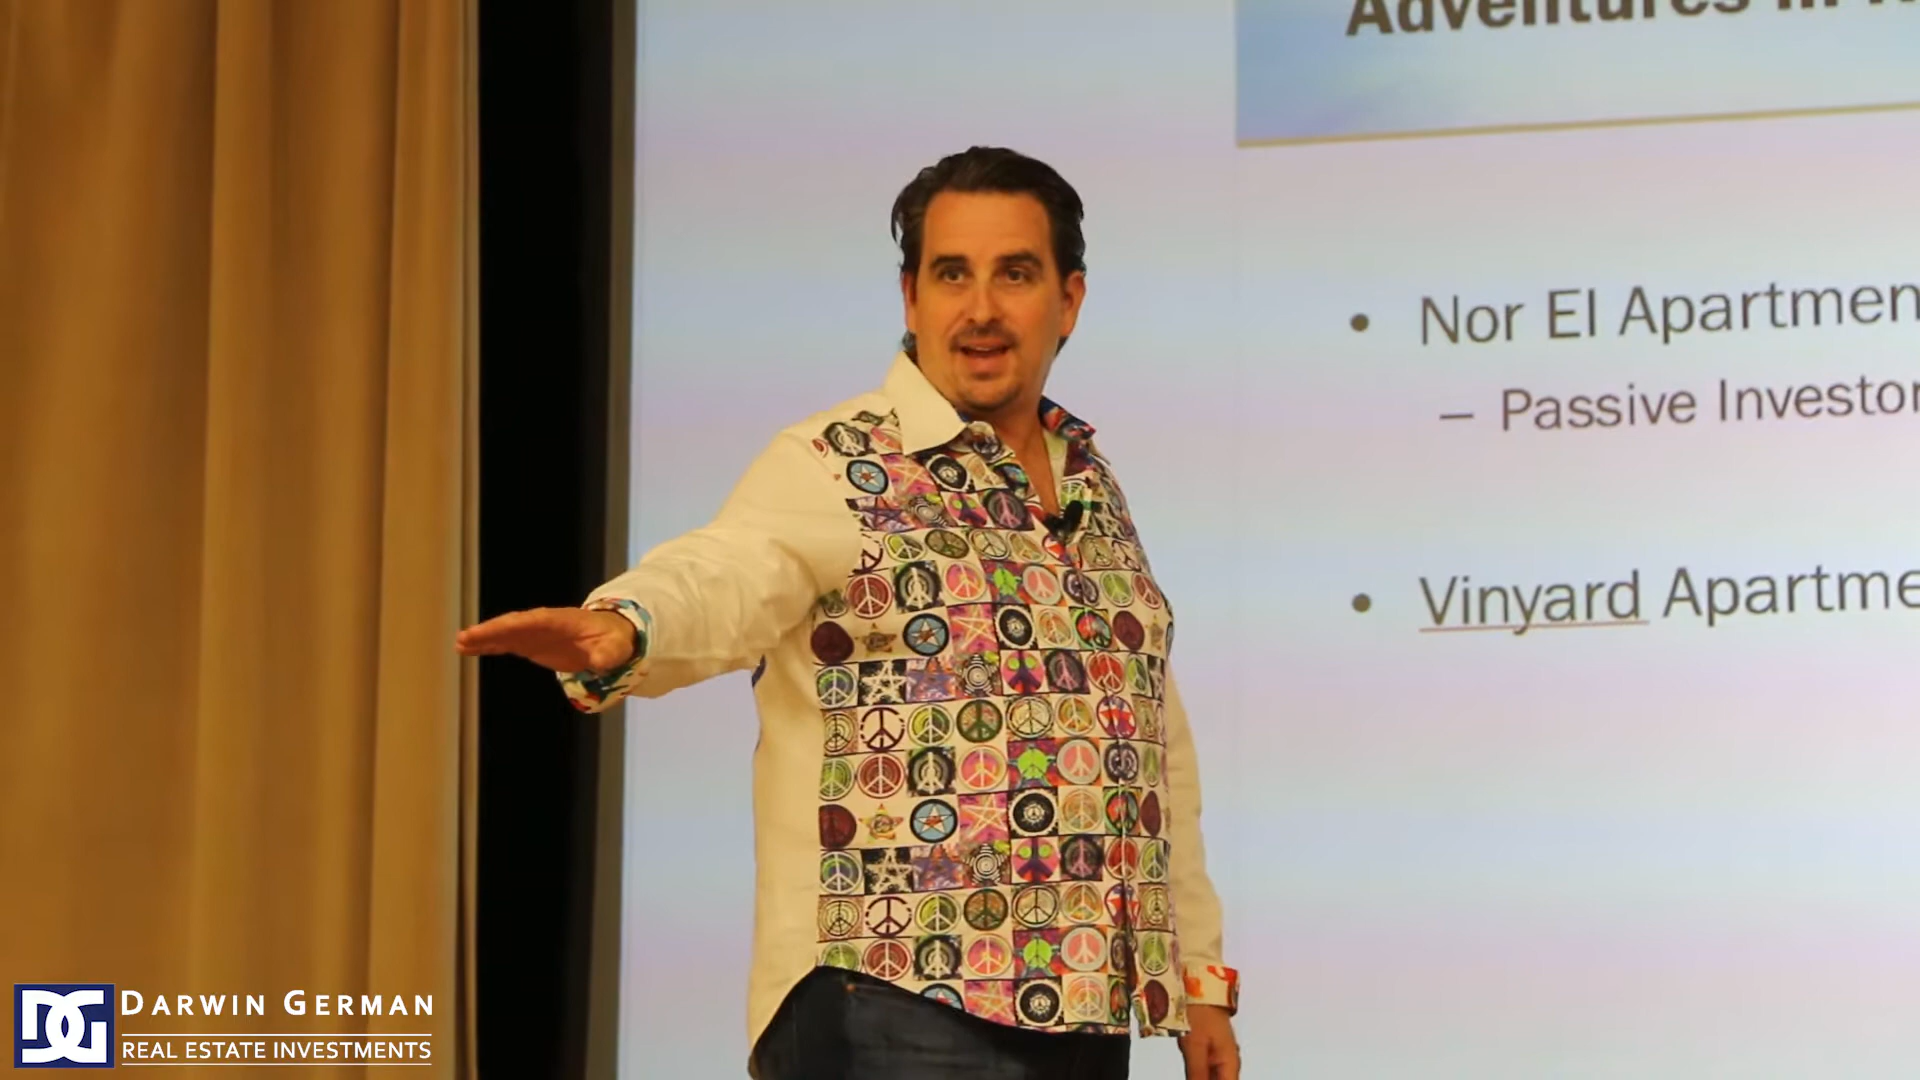 Adventures in
Nor El Apartmen
– Passive Investor
Vinyard Apartme
DG DARWIN GERMAN
REAL ESTATE INVESTMENTS